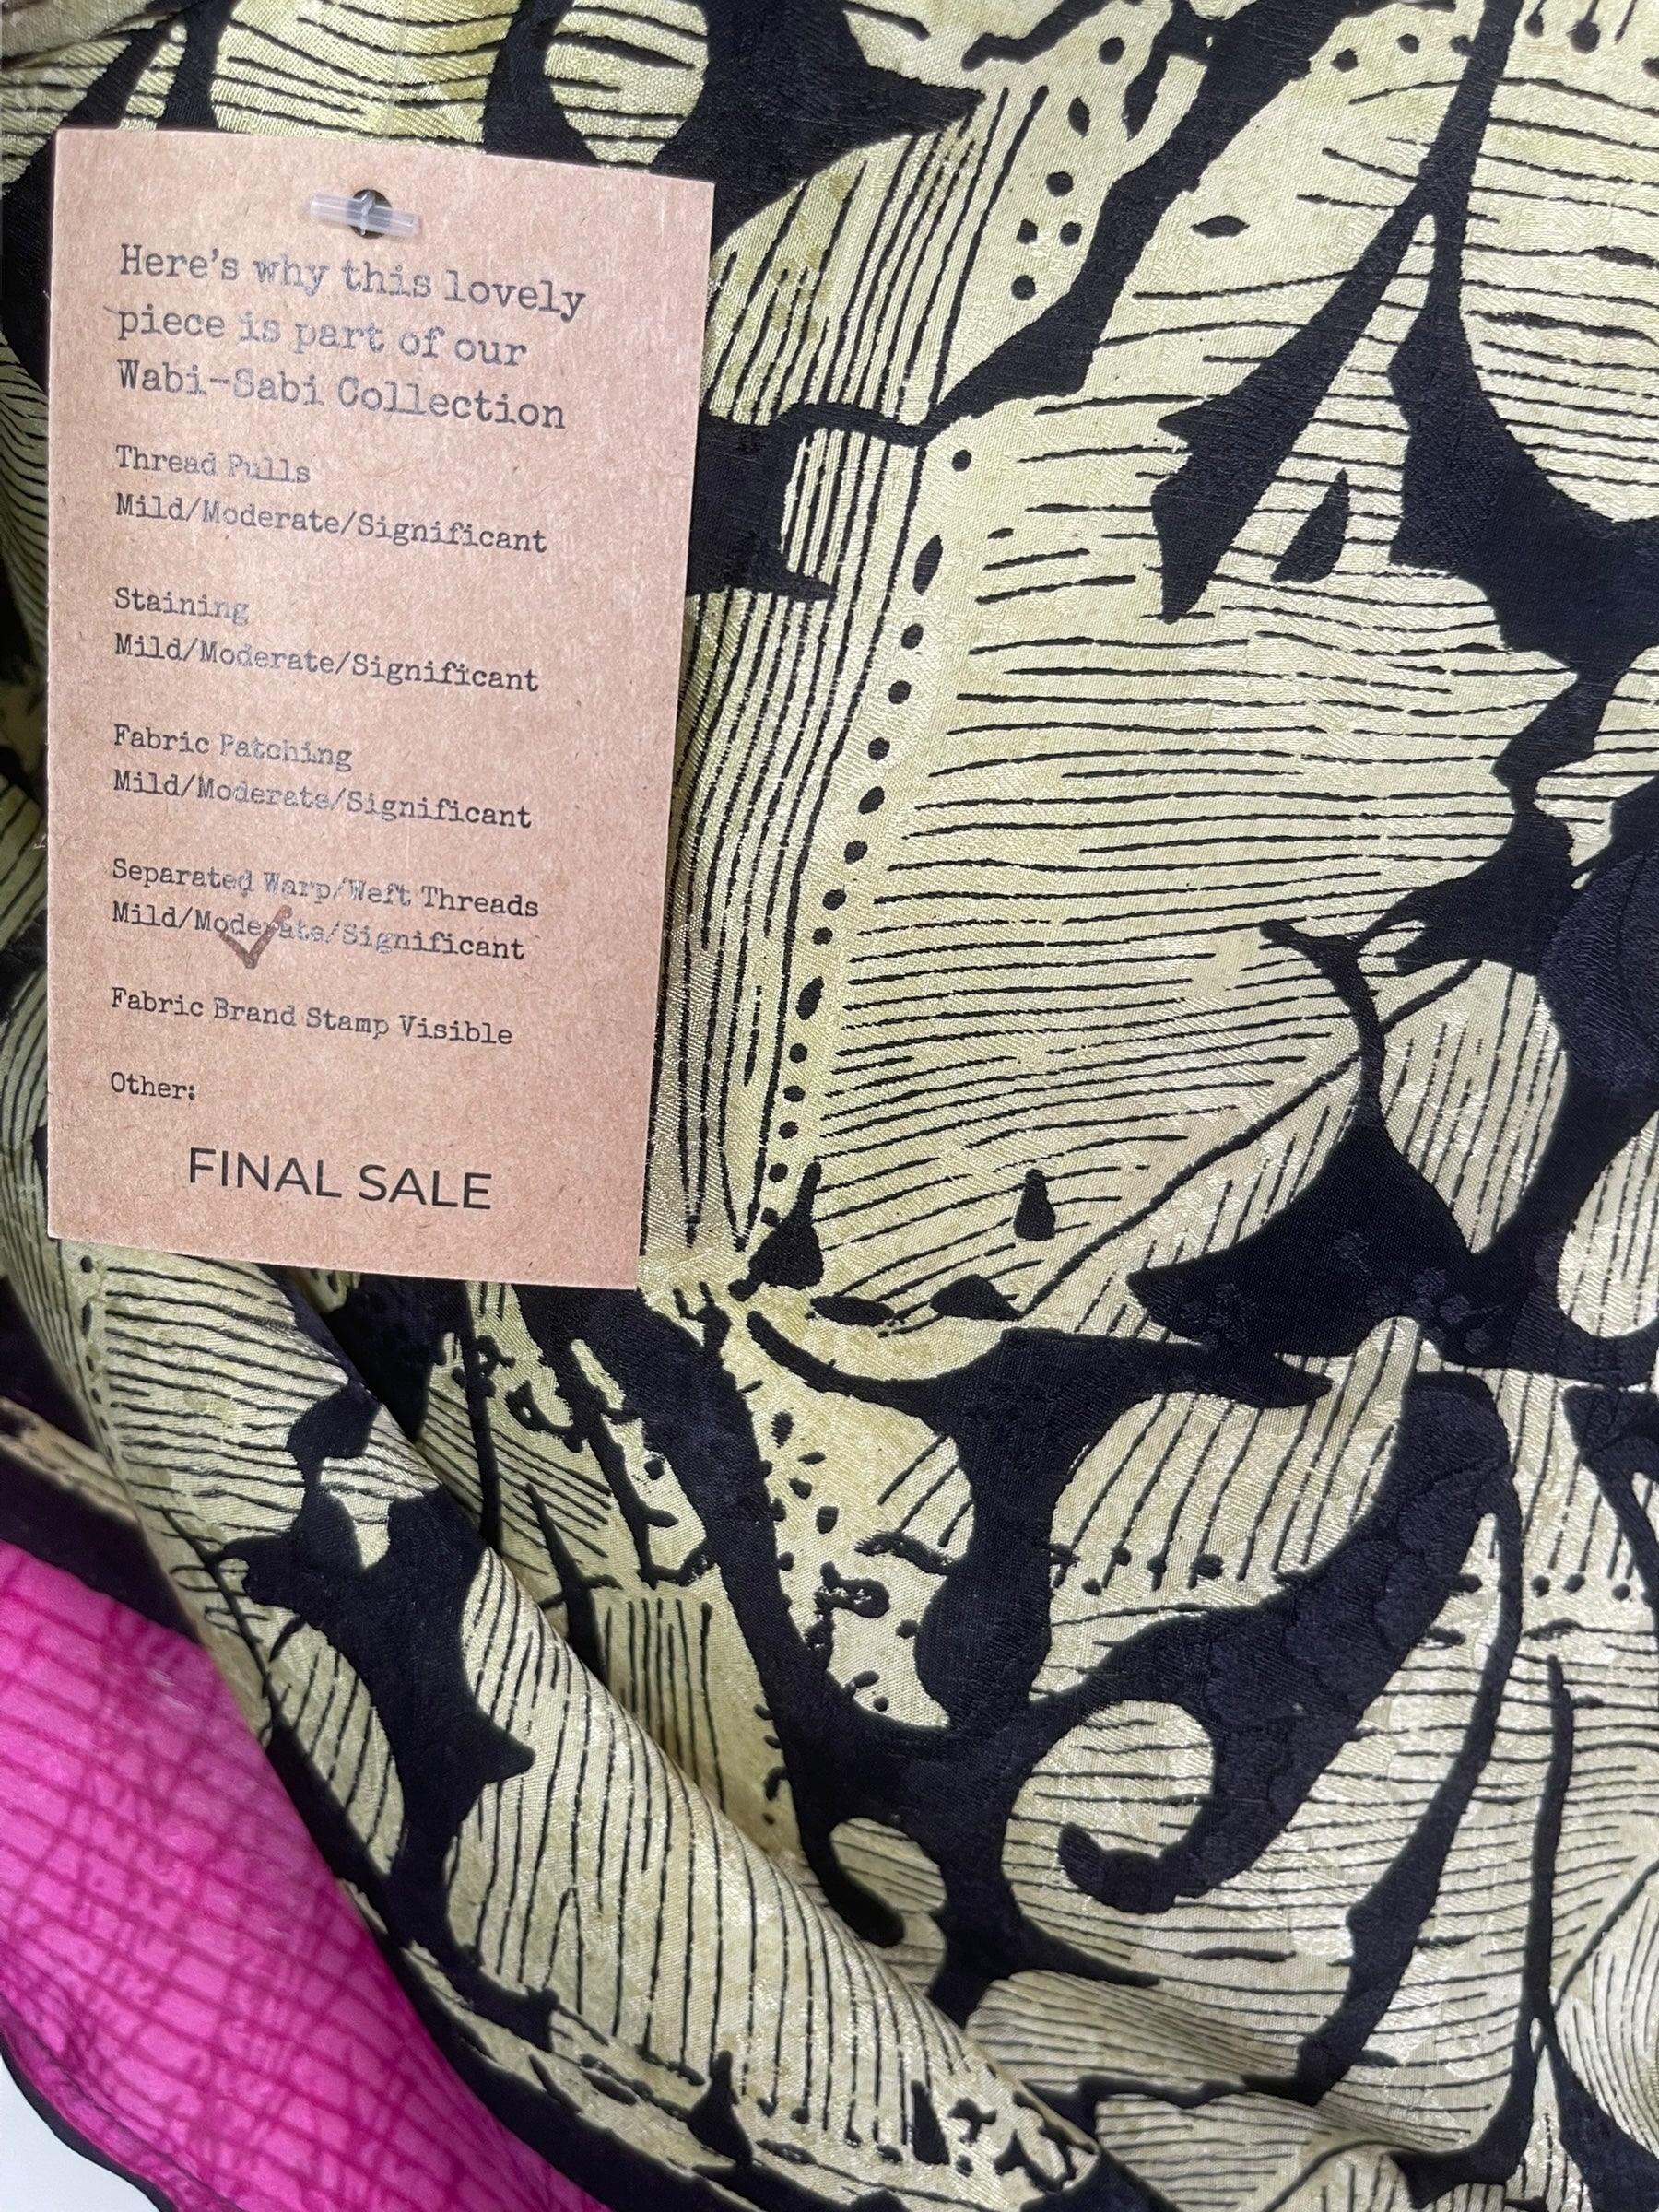 Here's why this lovely
piece is part of our
Wabi-Sabi Collection
Thread Pulls
Mild/Moderate/Significant
Staining
Mild/Moderate/Significant
Fabric Patching
Mild/Moderate/Significant
Separated Warp/Weft Threads
Mild/Moderate/Significant
Fabric Brand Stamp Visible
Other:
FINAL SALE